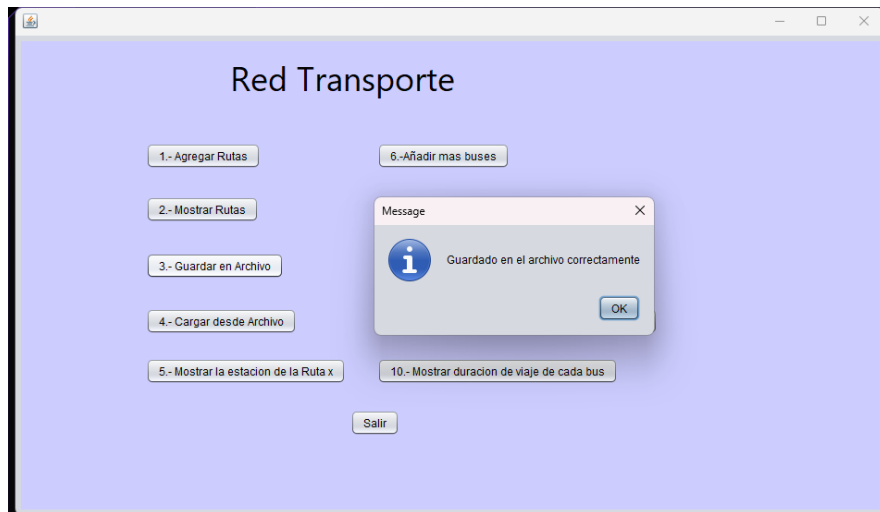 Red Transporte
1.- Agregar Rutas
6.-Añadir mas buses
2.- Mostrar Rutas
Message
Guardado en el archivo correctamente
3.- Guardar en Archivo
OK
4.- Cargar desde Archivo
5.- Mostrar la estacion de la Ruta x
10.- Mostrar duracion de viaje de cada bus
Salir